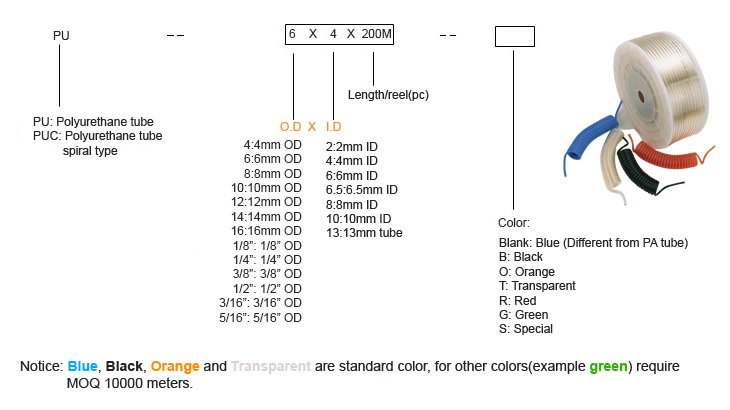 PU -- 6 X 4 X 200M --
Length/reel(pc)
PU: Polyurethane tube
PUC: Polyurethane tube
spiral type
O.D X I.D
4:4mm OD
6:6mm OD
8:8mm OD
10:10mm OD
12:12mm OD
14:14mm OD
16:16mm OD
1/8”: 1/8” OD
1/4”: 1/4” OD
3/8”: 3/8” OD
1/2”: 1/2” OD
3/16”: 3/16” OD
5/16”: 5/16” OD
2:2mm ID
4:4mm ID
6:6mm ID
6.5:6.5mm ID
8:8mm ID
10:10mm ID
13:13mm tube
Color:
Blank: Blue (Different from PA tube)
B: Black
O: Orange
T: Transparent
R: Red
G: Green
S: Special
Notice: Blue, Black, Orange and Transparent are standard color, for other colors(example green) require
MOQ 10000 meters.